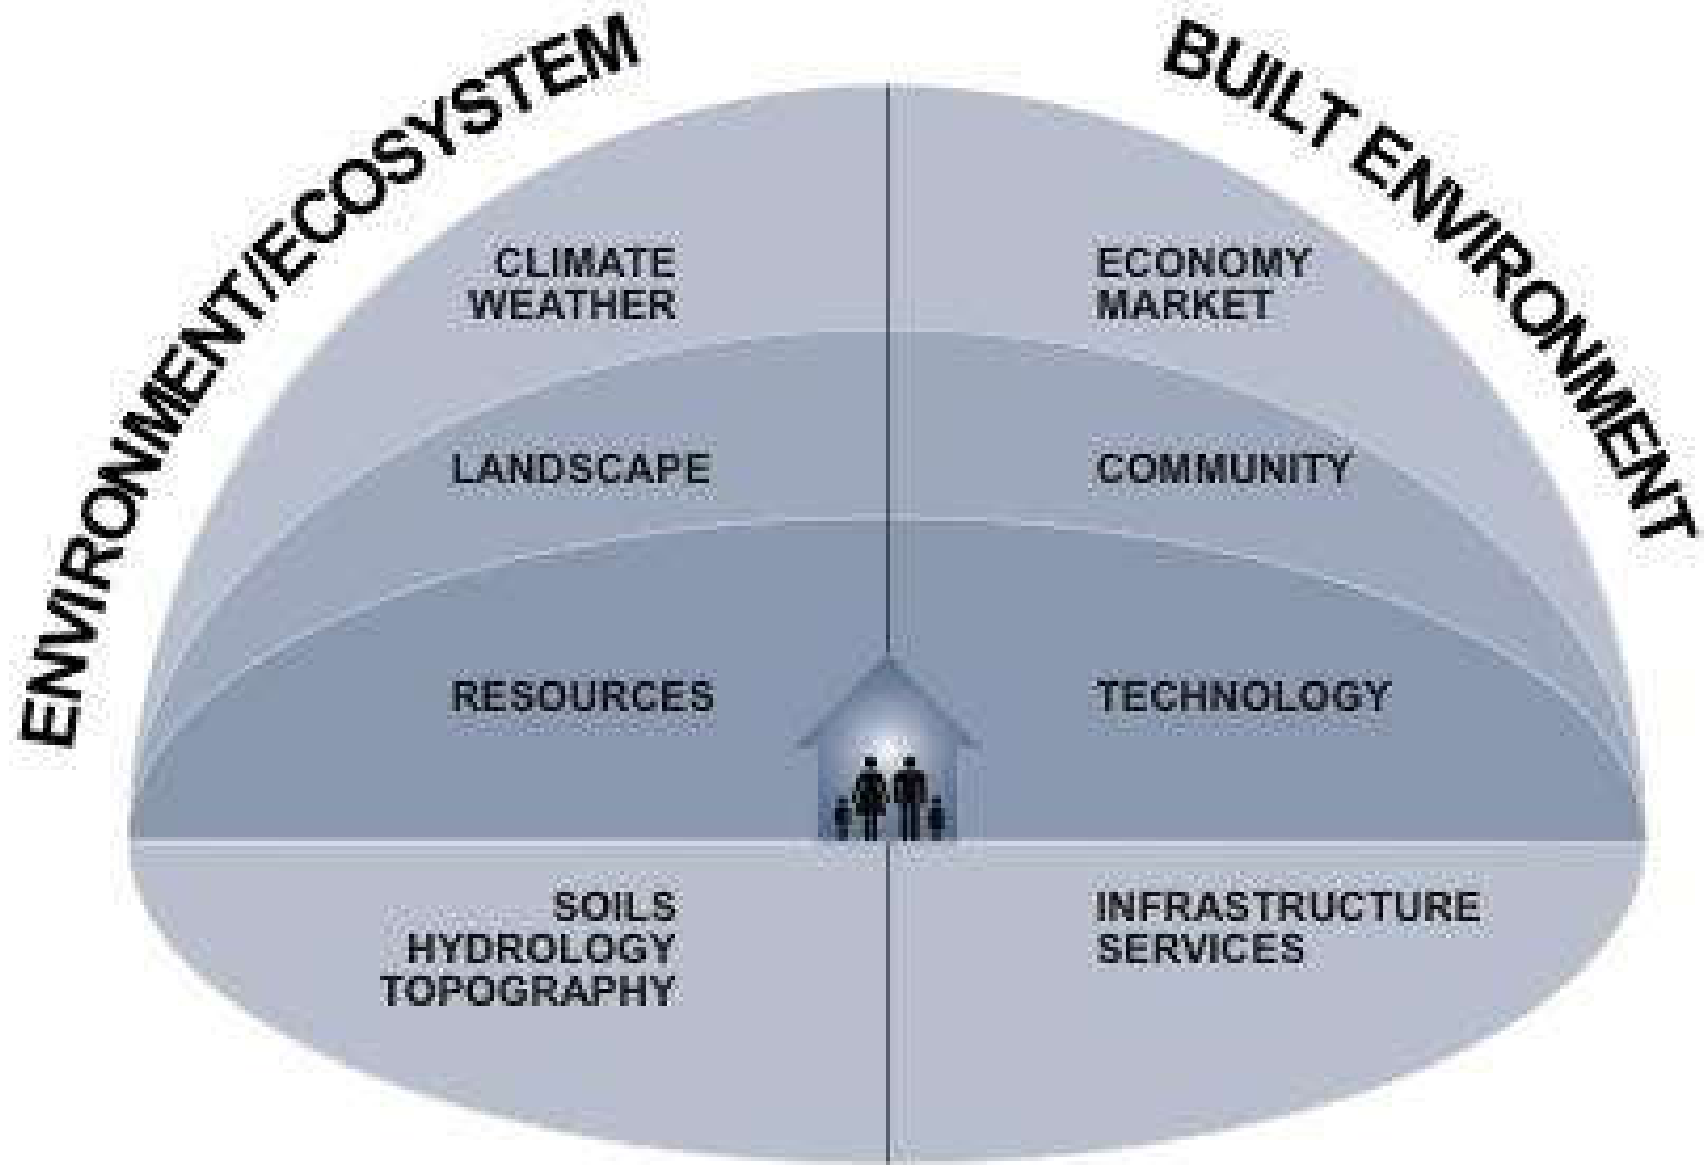 ENVIRONMENT/ECOSYSTEM
BUILT ENVIRONMENT
CLIMATE
WEATHER
ECONOMY
MARKET
LANDSCAPE
COMMUNITY
RESOURCES
TECHNOLOGY
SOILS
HYDROLOGY
TOPOGRAPHY
INFRASTRUCTURE
SERVICES